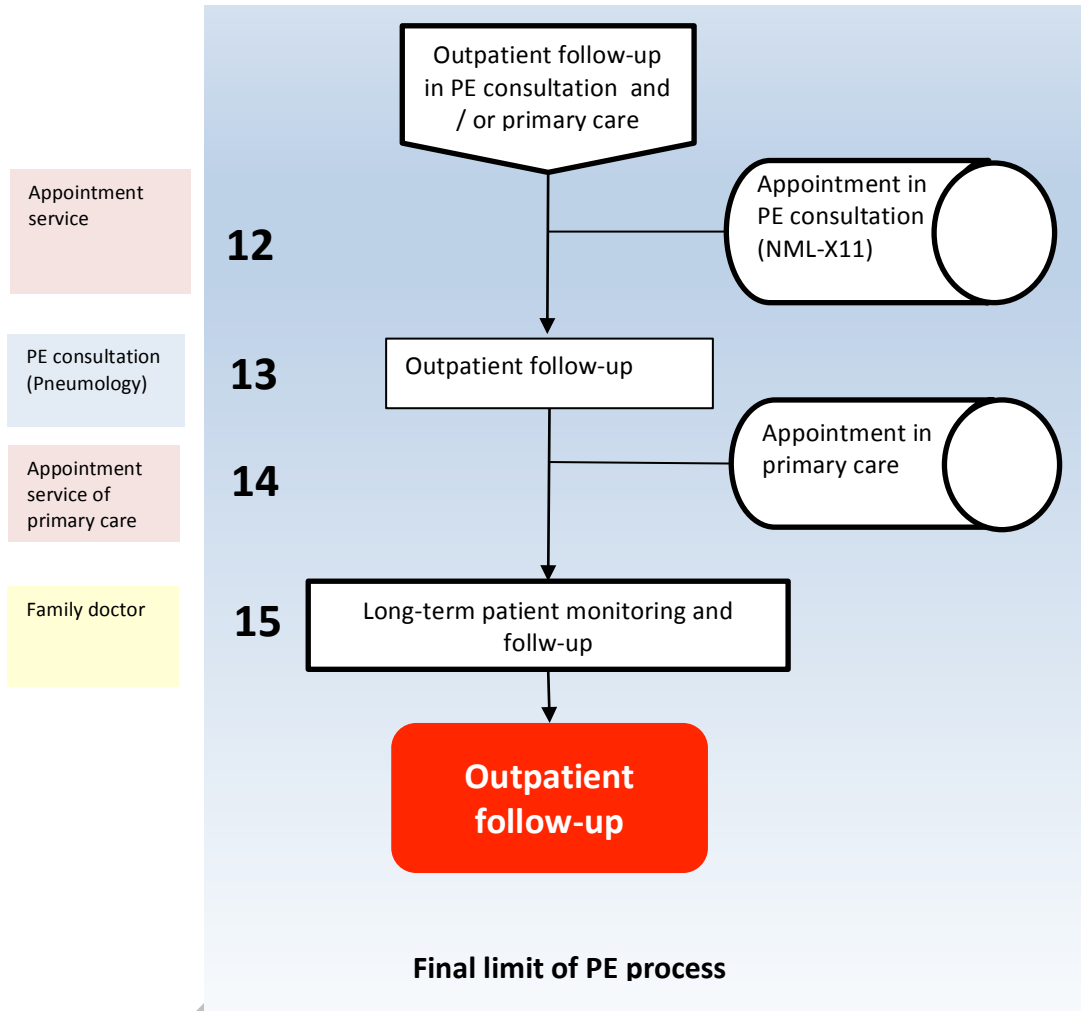 Outpatient follow-up
in PE consultation and
/ or primary care
Appointment
service
12
Appointment in
PE consultation
(NML-X11)
PE consultation
(Pneumology)
13
Outpatient follow-up
Appointment
service of
primary care
14
Appointment in
primary care
Family doctor
15
Long-term patient monitoring and
follw-up
Outpatient
follow-up
Final limit of PE process